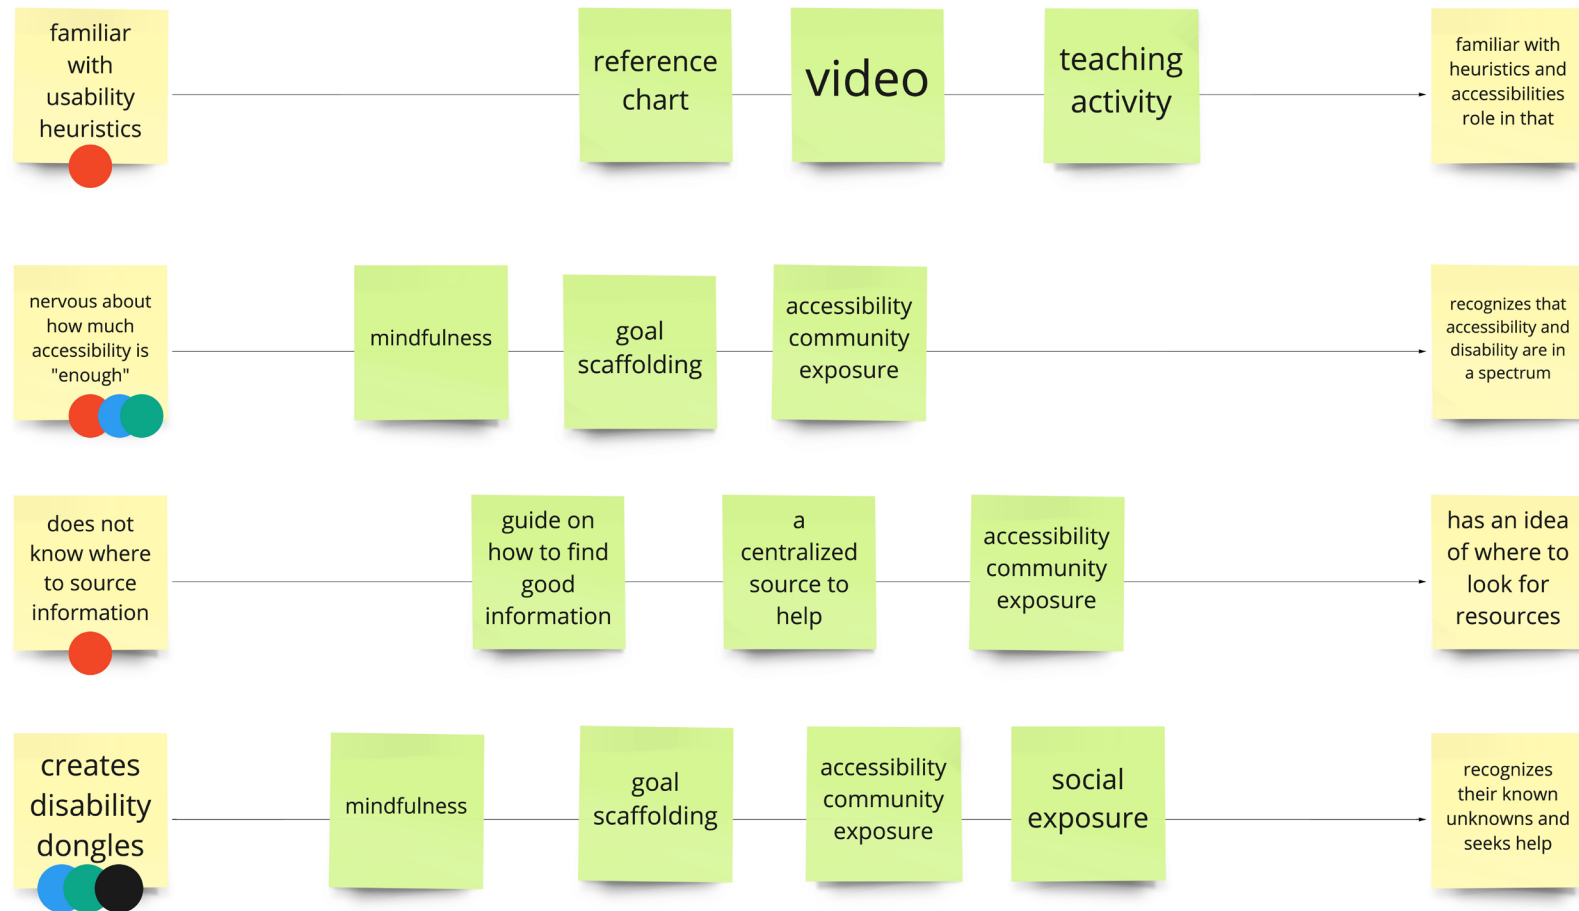 familiar
with
usability
heuristics
reference
chart
video
teaching
activity
familiar with
heuristics and
accessibilities
role in that
nervous about
how much
accessibility is
"enough"
mindfulness
goal
scaffolding
accessibility
community
exposure
recognizes that
accessibility and
disability are in
a spectrum
does not
know where
to source
information
guide on
how to find
good
information
a
centralized
source to
help
accessibility
community
exposure
has an idea
of where to
look for
resources
creates
disability
dongles
mindfulness
goal
scaffolding
accessibility
community
exposure
social
exposure
recognizes
their known
unknowns and
seeks help